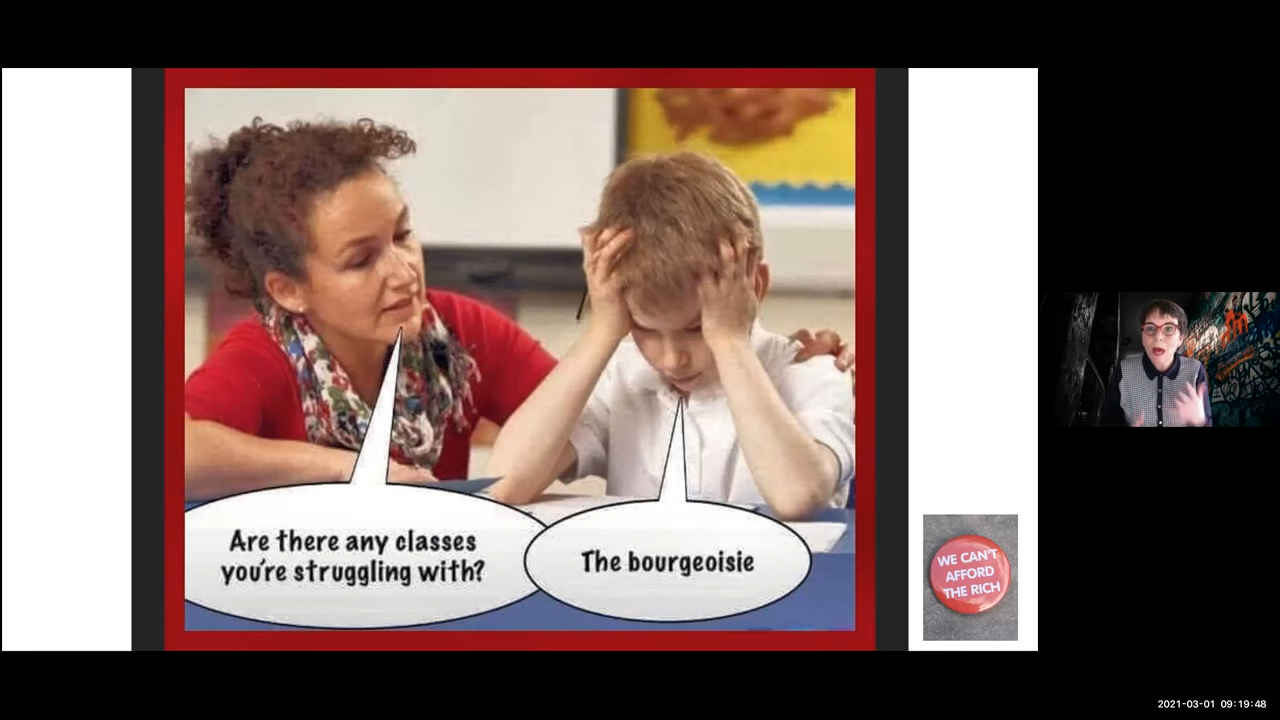 Are there any classes
you're struggling with?
The bourgeoisie
WE CAN'T
AFFORD
THE RICH
2021-03-01 09:19:48